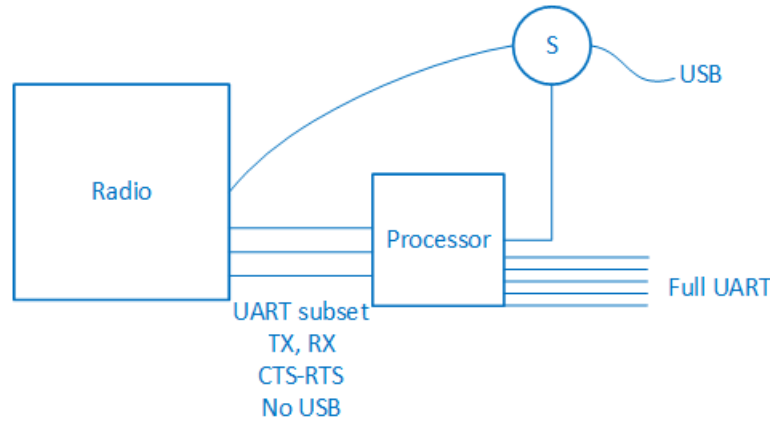 S
USB
Radio
Processor
Full UART
UART subset
TX, RX
CTS-RTS
No USB